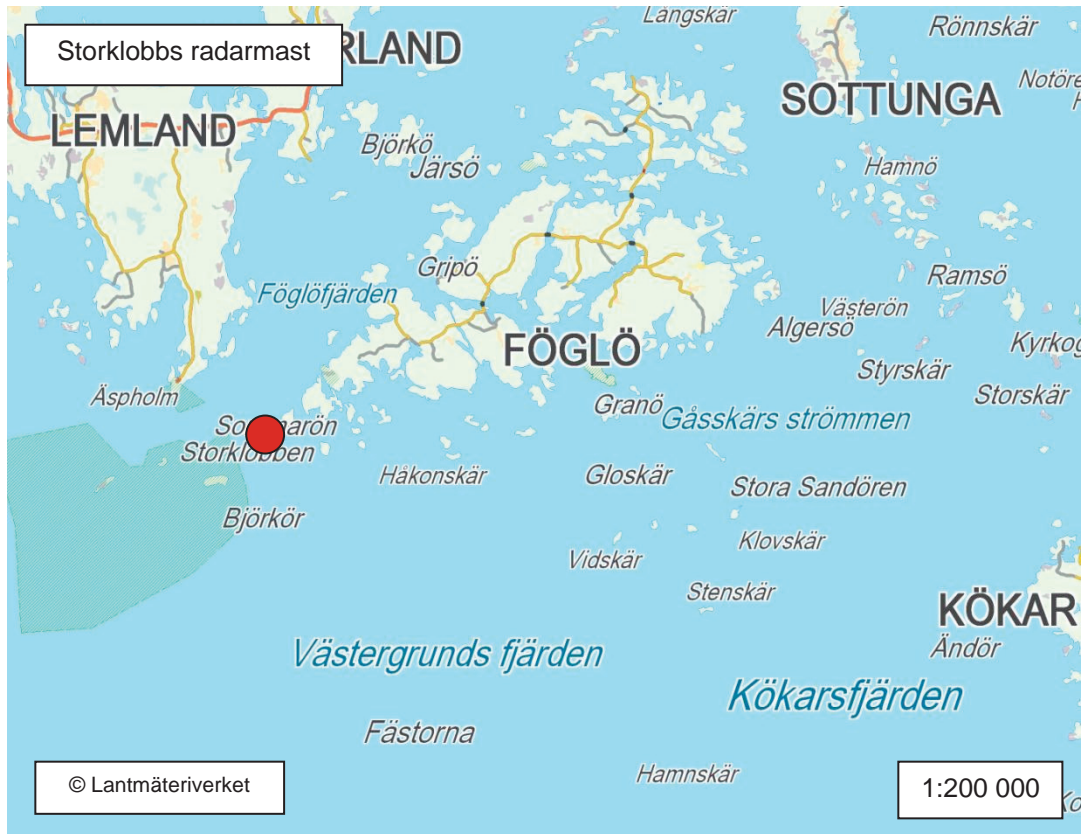 Långskär
Rönnskär
Storklobbs radarmast
RLAND
SOTTUNGA
LEMLAND
Björkö
Järsö
Hamnö
Gripö
Ramsö
Föglöfjärden
Västerön
Algersö
FÖGLÖ
Styrskär
Äspholm
Storskär
Granö
Gåsskärs strömmen
Storklobben
Håkonskär
Gloskär
Stora Sandören
Björkör
Klovskär
Vidskär
Stenskär
KÖKAR
Västergrunds fjärden
Ändör
Kökarsfjärden
Fästorna
Hamnskär
© Lantmäteriverket
1:200 000